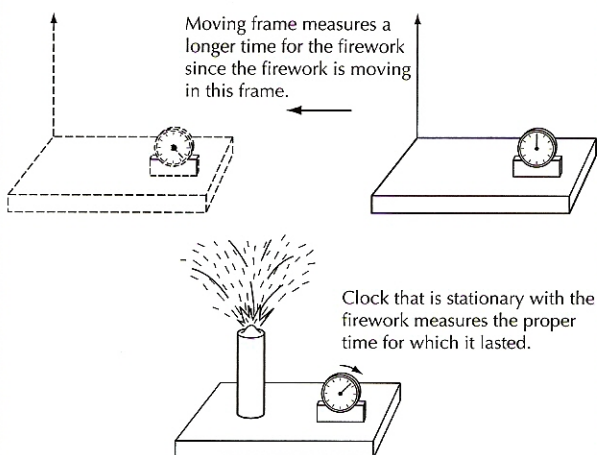 Moving frame measures a
longer time for the firework
since the firework is moving
in this frame.
Clock that is stationary with the
firework measures the proper
time for which it lasted.